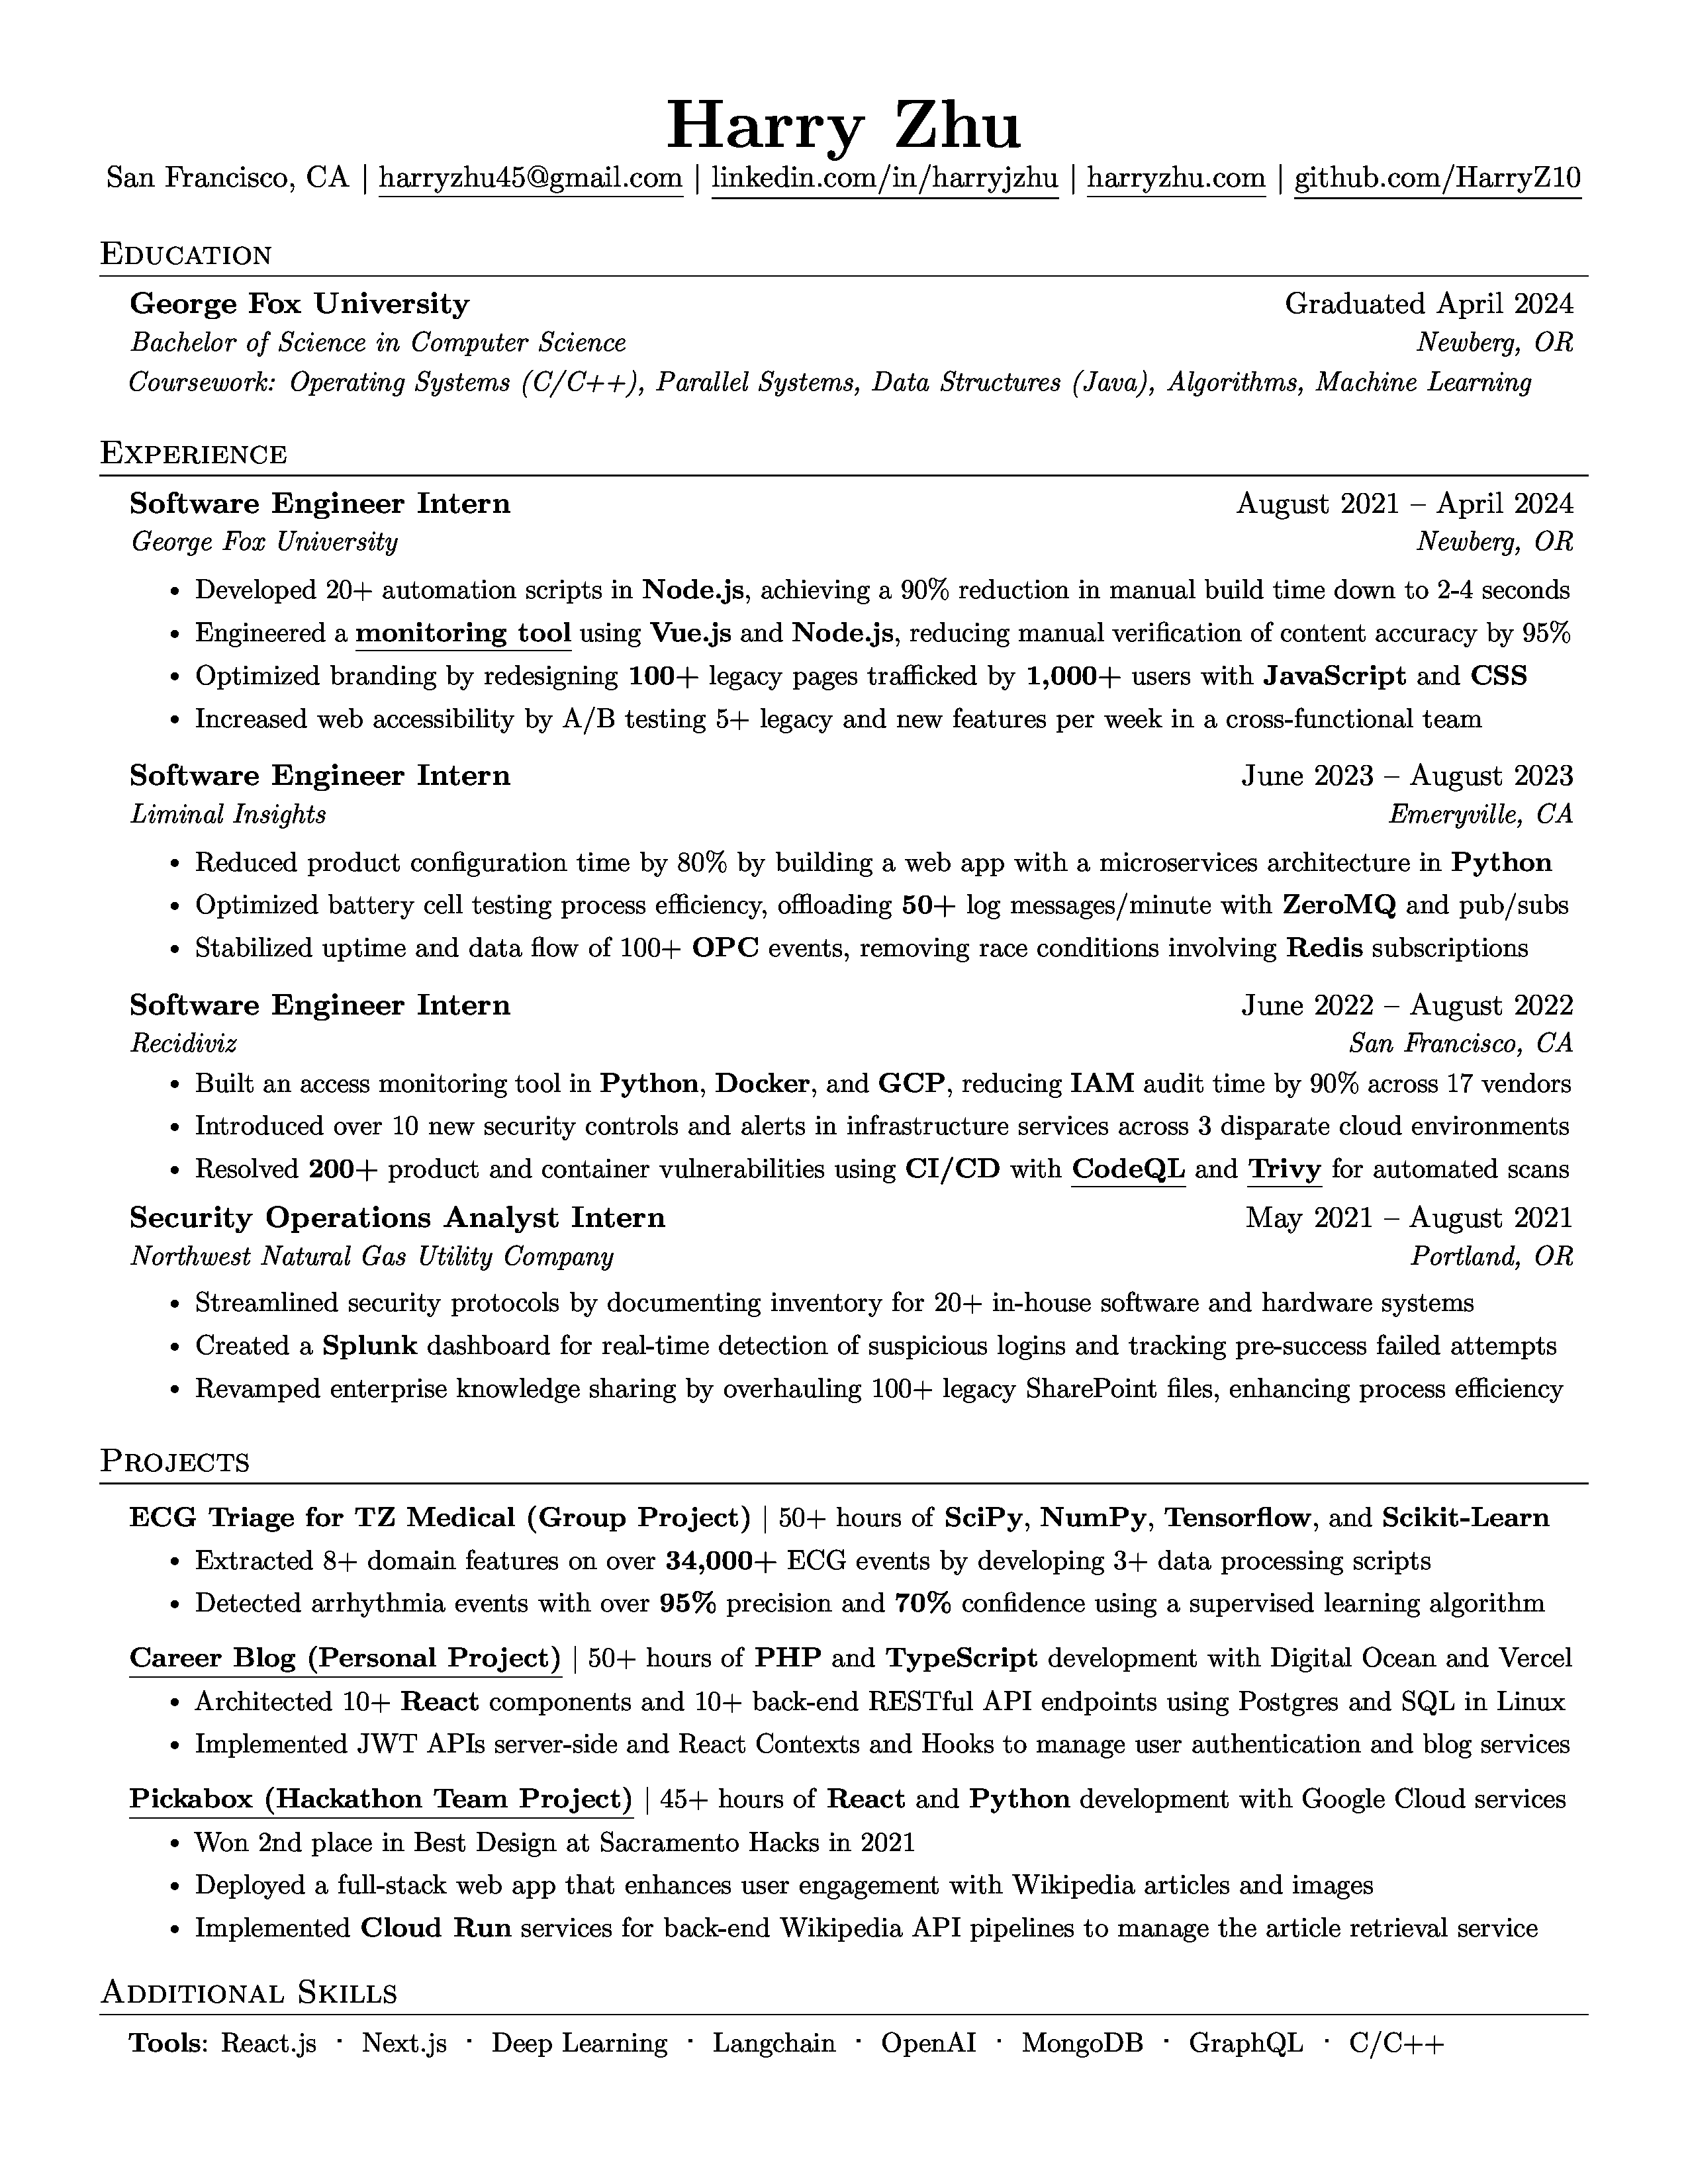 Harry Zhu
San Francisco, CA | harryzhu45@gmail.com | linkedin.com/in/harryjzhu | harryzhu.com | github.com/HarryZ10
Education
George Fox University Graduated April 2024
Bachelor of Science in Computer Science Newberg, OR
Coursework: Operating Systems (C/C++), Parallel Systems, Data Structures (Java), Algorithms, Machine Learning
Experience
Software Engineer Intern August 2021 – April 2024
George Fox University Newberg, OR
• Developed 20+ automation scripts in Node.js, achieving a 90% reduction in manual build time down to 2-4 seconds
• Engineered a monitoring tool using Vue.js and Node.js, reducing manual verification of content accuracy by 95%
• Optimized branding by redesigning 100+ legacy pages trafficked by 1,000+ users with JavaScript and CSS
• Increased web accessibility by A/B testing 5+ legacy and new features per week in a cross-functional team
Software Engineer Intern June 2023 – August 2023
Liminal Insights Emeryville, CA
• Reduced product configuration time by 80% by building a web app with a microservices architecture in Python
• Optimized battery cell testing process efficiency, offloading 50+ log messages/minute with ZeroMQ and pub/subs
• Stabilized uptime and data flow of 100+ OPC events, removing race conditions involving Redis subscriptions
Software Engineer Intern June 2022 – August 2022
Recidiviz San Francisco, CA
• Built an access monitoring tool in Python, Docker, and GCP, reducing IAM audit time by 90% across 17 vendors
• Introduced over 10 new security controls and alerts in infrastructure services across 3 disparate cloud environments
• Resolved 200+ product and container vulnerabilities using CI/CD with CodeQL and Trivy for automated scans
Security Operations Analyst Intern May 2021 – August 2021
Northwest Natural Gas Utility Company Portland, OR
• Streamlined security protocols by documenting inventory for 20+ in-house software and hardware systems
• Created a Splunk dashboard for real-time detection of suspicious logins and tracking pre-success failed attempts
• Revamped enterprise knowledge sharing by overhauling 100+ legacy SharePoint files, enhancing process efficiency
Projects
ECG Triage for TZ Medical (Group Project) | 50+ hours of SciPy, NumPy, Tensorflow, and Scikit-Learn
• Extracted 8+ domain features on over 34,000+ ECG events by developing 3+ data processing scripts
• Detected arrhythmia events with over 95% precision and 70% confidence using a supervised learning algorithm
Career Blog (Personal Project) | 50+ hours of PHP and TypeScript development with Digital Ocean and Vercel
• Architected 10+ React components and 10+ back-end RESTful API endpoints using Postgres and SQL in Linux
• Implemented JWT APIs server-side and React Contexts and Hooks to manage user authentication and blog services
Pickabox (Hackathon Team Project) | 45+ hours of React and Python development with Google Cloud services
• Won 2nd place in Best Design at Sacramento Hacks in 2021
• Deployed a full-stack web app that enhances user engagement with Wikipedia articles and images
• Implemented Cloud Run services for back-end Wikipedia API pipelines to manage the article retrieval service
Additional Skills
Tools: React.js · Next.js · Deep Learning · Langchain · OpenAI · MongoDB · GraphQL · C/C++